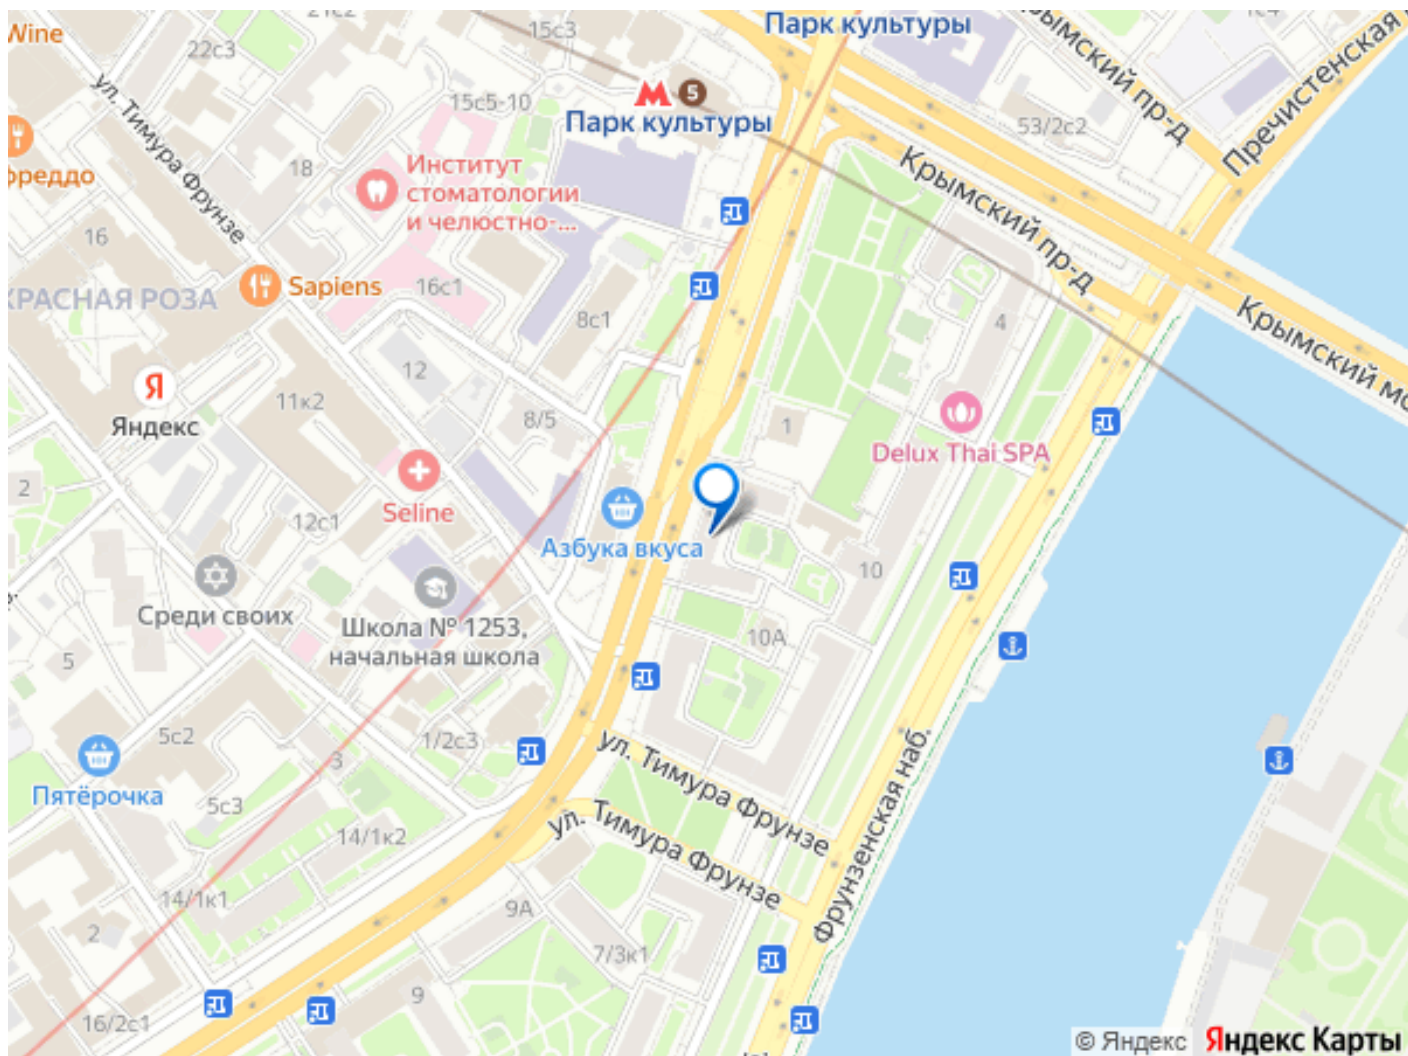 Wine
22с3
21с2
15с3
Парк культуры
Крымский пр-д
Пречистенская
ул. Тимура Фрунзе
15с5-10
М 5
Парк культуры
53/2с2
Крымский пр-д
18
Институт
стоматологии
и челюстно-...
16
КРАСНАЯ РОЗА
Sapiens
16с1
8с1
4
Крымский мо
Я
Яндекс
12
11к2
8/5
1
Delux Thai SPA
2
Seline
12с1
Азбука вкуса
10
Среди своих
Школа № 1253,
начальная школа
10А
5
5с2
1/2с3
3
ул. Тимура Фрунзе
Фрунзенская наб.
Пятёрочка
5с3
14/1к2
ул. Тимура Фрунзе
14/1к1
2
9А
7/3к1
9
16/2с1
© Яндекс Яндекс Карты